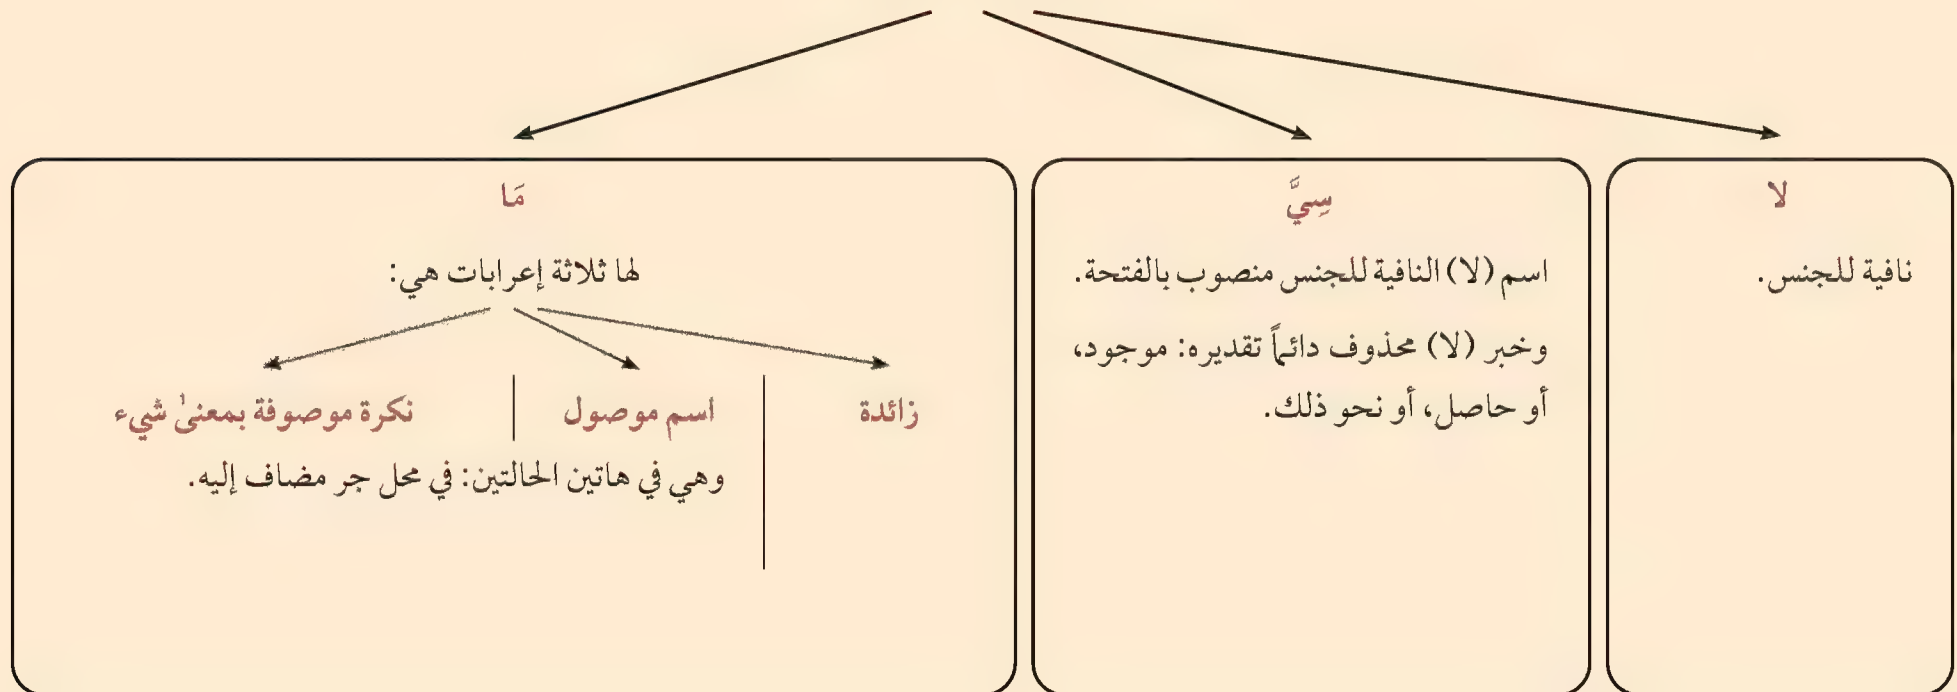 لا
نافية للجنس.
سِيَّ
اسم (لا) النافية للجنس منصوب بالفتحة.
وخبر (لا) محذوف دائماً تقديره: موجود،
أو حاصل، أو نحو ذلك.
مَا
لها ثلاثة إعرابات هي:
زائدة
اسم موصول
نكرة موصوفة بمعنىٰ شيء
وهي في هاتين الحالتين: في محل جر مضاف إليه.